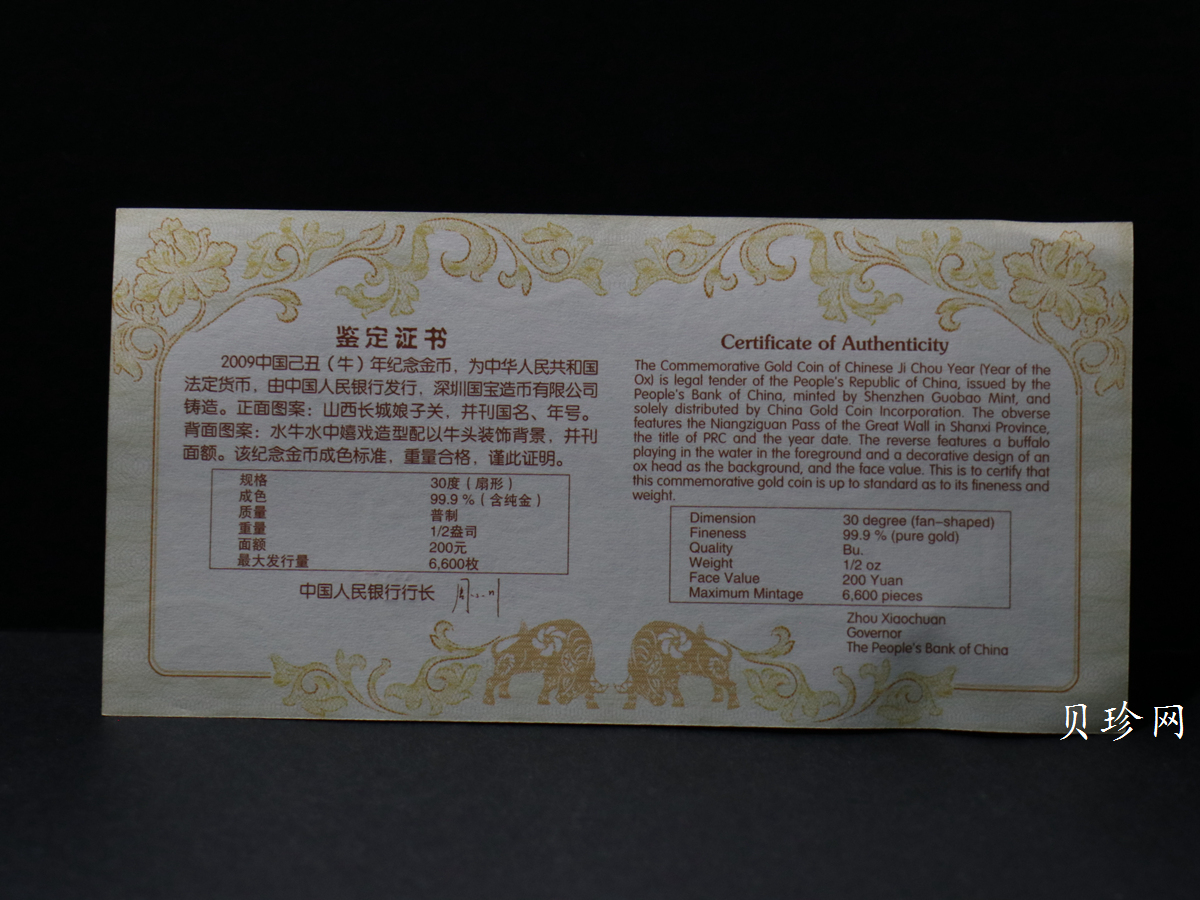 鉴定证书
2009中国己丑（牛）年纪念金币，为中华人民共和国
法定货币，由中国人民银行发行，深圳国宝造币有限公司
铸造。正面图案：山西长城娘子关，并刊国名、年号。
背面图案：水牛水中嬉戏造型配以牛头装饰背景，并刊
面额。该纪念金币成色标准，重量合格，谨此证明。
规格 30度（扇形）
成色 99.9％（含纯金）
质量 普制
重量 1/2盎司
面额 200元
最大发行量 6,600枚
中国人民银行行长
Certificate of Authenticity
The Commemorative Gold Coin of Chinese Ji Chou Year (Year of the
Ox) is legal tender of the People's Republic of China, issued by the
People's Bank of China, minted by Shenzhen Guobao Mint, and
solely distributed by China Gold Coin Incorporation. The obverse
features the Niangziguan Pass of the Great Wall in Shanxi Province,
the title of PRC and the year date. The reverse features a buffalo
playing in the water in the foreground and a decorative design of an
ox head as the background, and the face value. This is to certify that
this commemorative gold coin is up to standard as to its fineness and
weight.
Dimension 30 degree (fan-shaped)
Fineness 99.9 % (pure gold)
Quality Bu.
Weight 1/2 oz
Face Value 200 Yuan
Maximum Mintage 6,600 pieces
Zhou Xiaochuan
Governor
The People's Bank of China
贝珍网